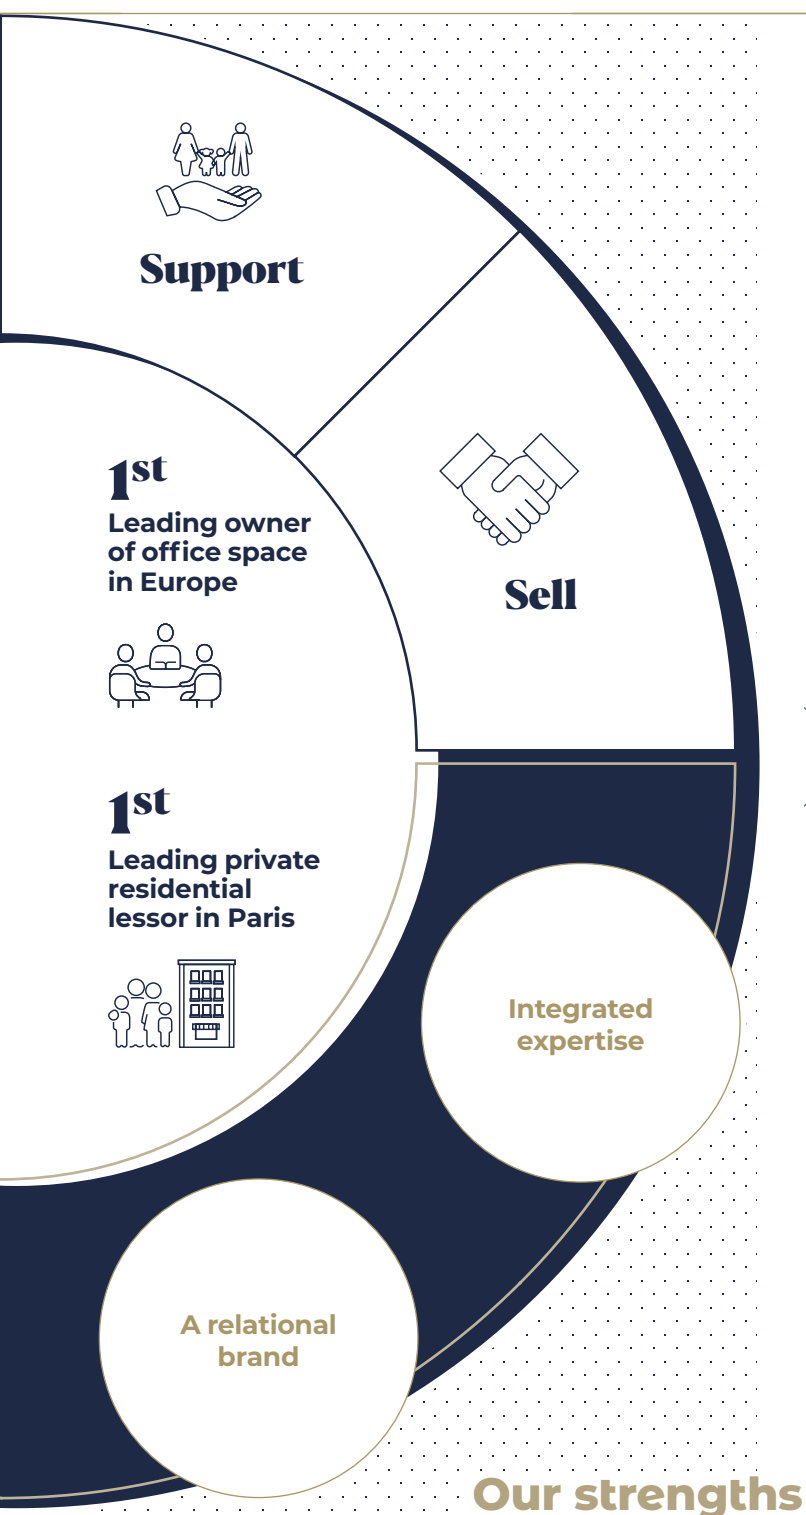 Support
1st
Leading owner
of office space
in Europe
Sell
1st
Leading private
residential
lessor in Paris
Integrated
expertise
A relational
brand
Our strengths